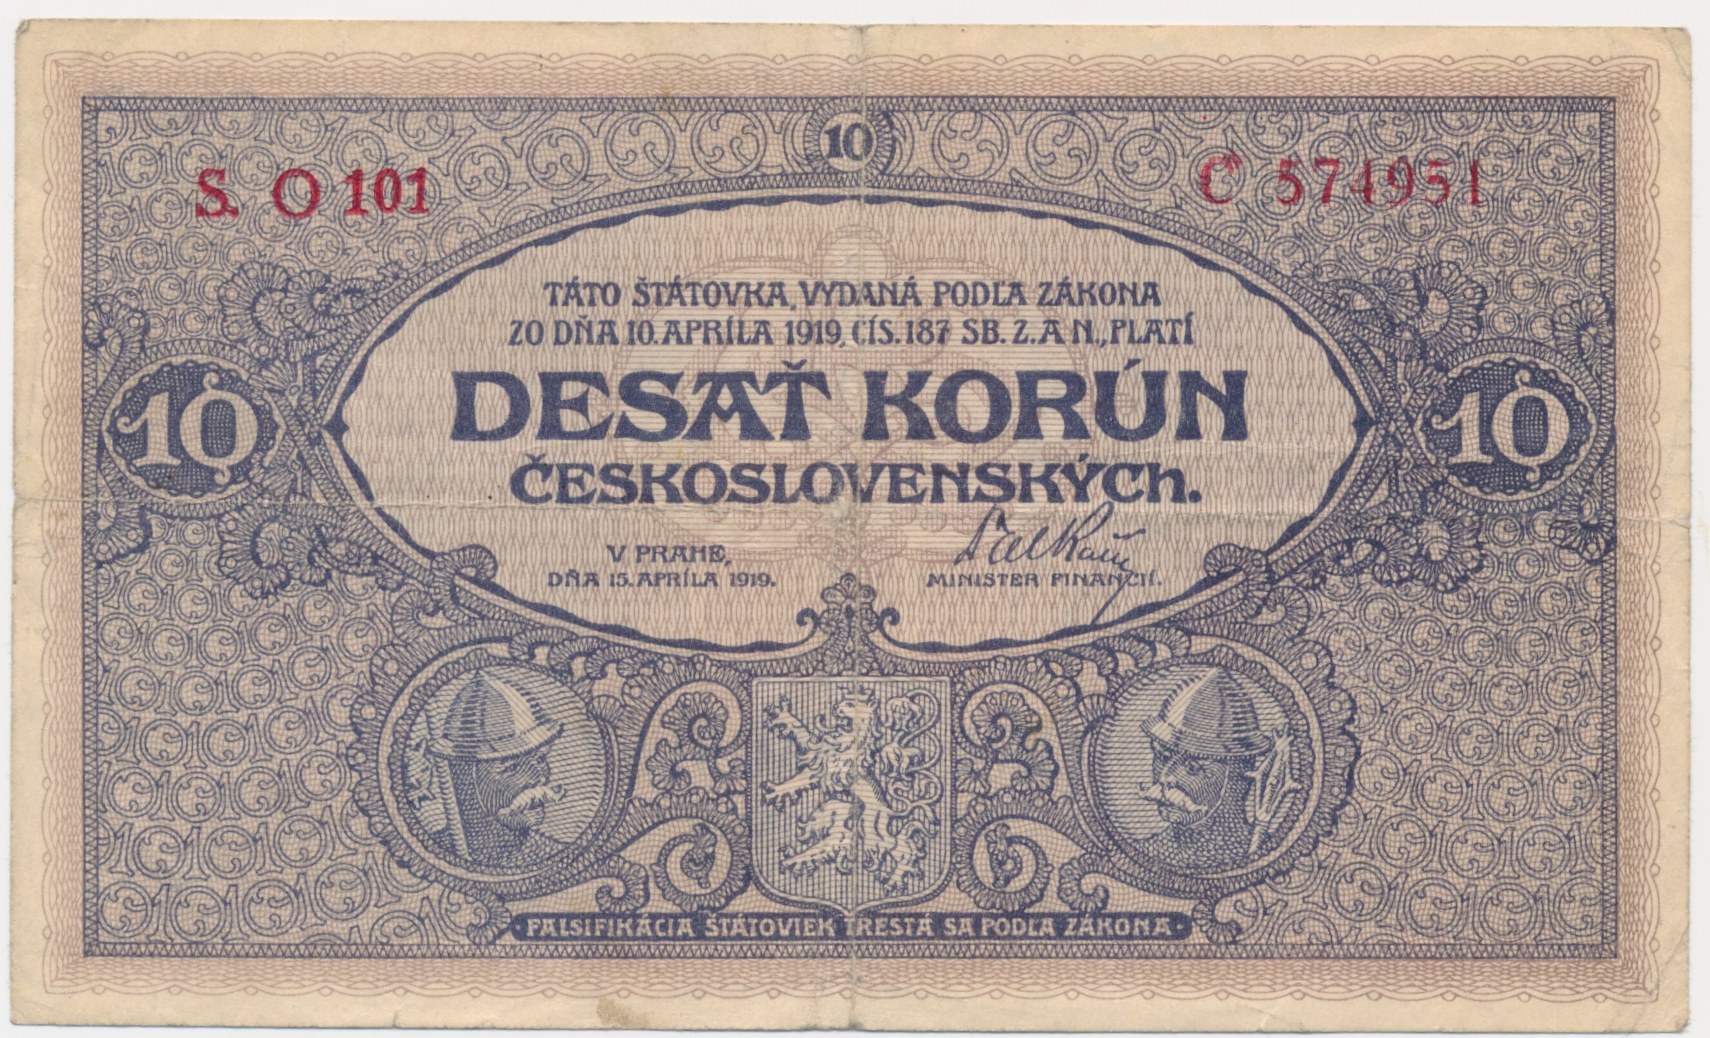 10
S. O 101
C 574951
TÁTO ŠTÁTOVKA, VYDANÁ PODĽA ZÁKONA
ZO DŇA 10. APRÍLA 1919, ČÍS. 187 SB. Z. A N., PLATÍ
10
DESAŤ KORÚN
10
ČESKOSLOVENSKÝCh.
V PRAHE,
DŇA 15. APRÍLA 1919.
MINISTER FINANCIÍ.
· FALSIFIKÁCIA ŠTÁTOVIEK TRESTÁ SA PODĽA ZÁKONA ·